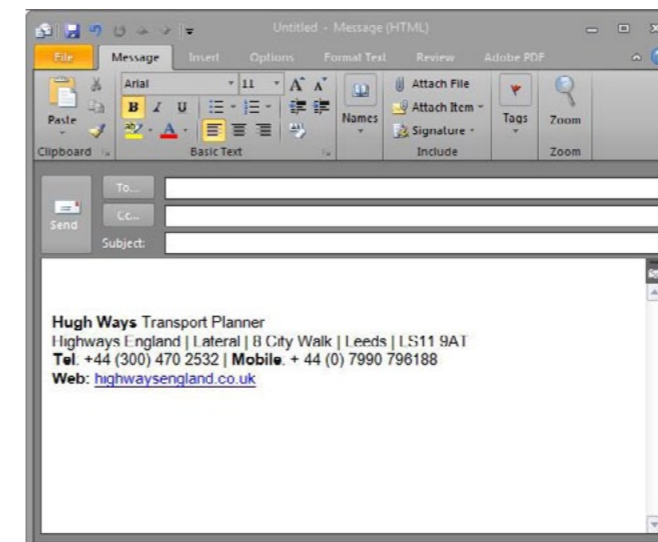 Untitled - Message (HTML)
File Message Insert Options Format Text Review Adobe PDF
Arial 11 A A
Paste
B I U
Names
Attach File
Attach Item
Signature
Tags
Zoom
Clipboard Basic Text Include Zoom
Send
To...
Cc...
Subject:
Hugh Ways Transport Planner
Highways England | Lateral | 8 City Walk | Leeds | LS11 9AT
Tel. +44 (300) 470 2532 | Mobile. + 44 (0) 7990 796188
Web: highwaysengland.co.uk